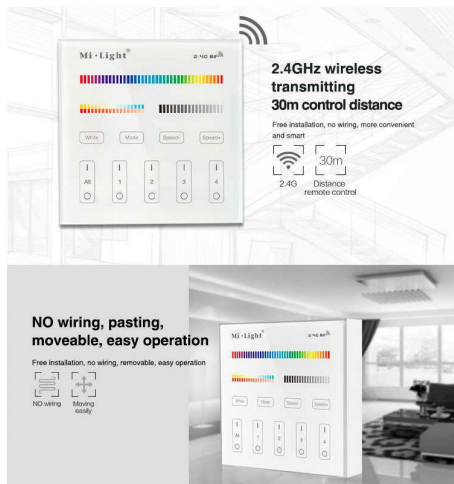 Mi·Light®
2.4G RF
White
Mode
Speed-
Speed+
All
1
2
3
4
2.4GHz wireless
transmitting
30m control distance
Free installation, no wiring, more convenient
and smart
30m
2.4G
Distance
remote control
NO wiring, pasting,
moveable, easy operation
Free installation, no wiring, removable, easy operation
NO wiring
Moving
easily
Mi·Light®
2.4G RF
White
Mode
Speed-
Speed+
All
1
2
3
4